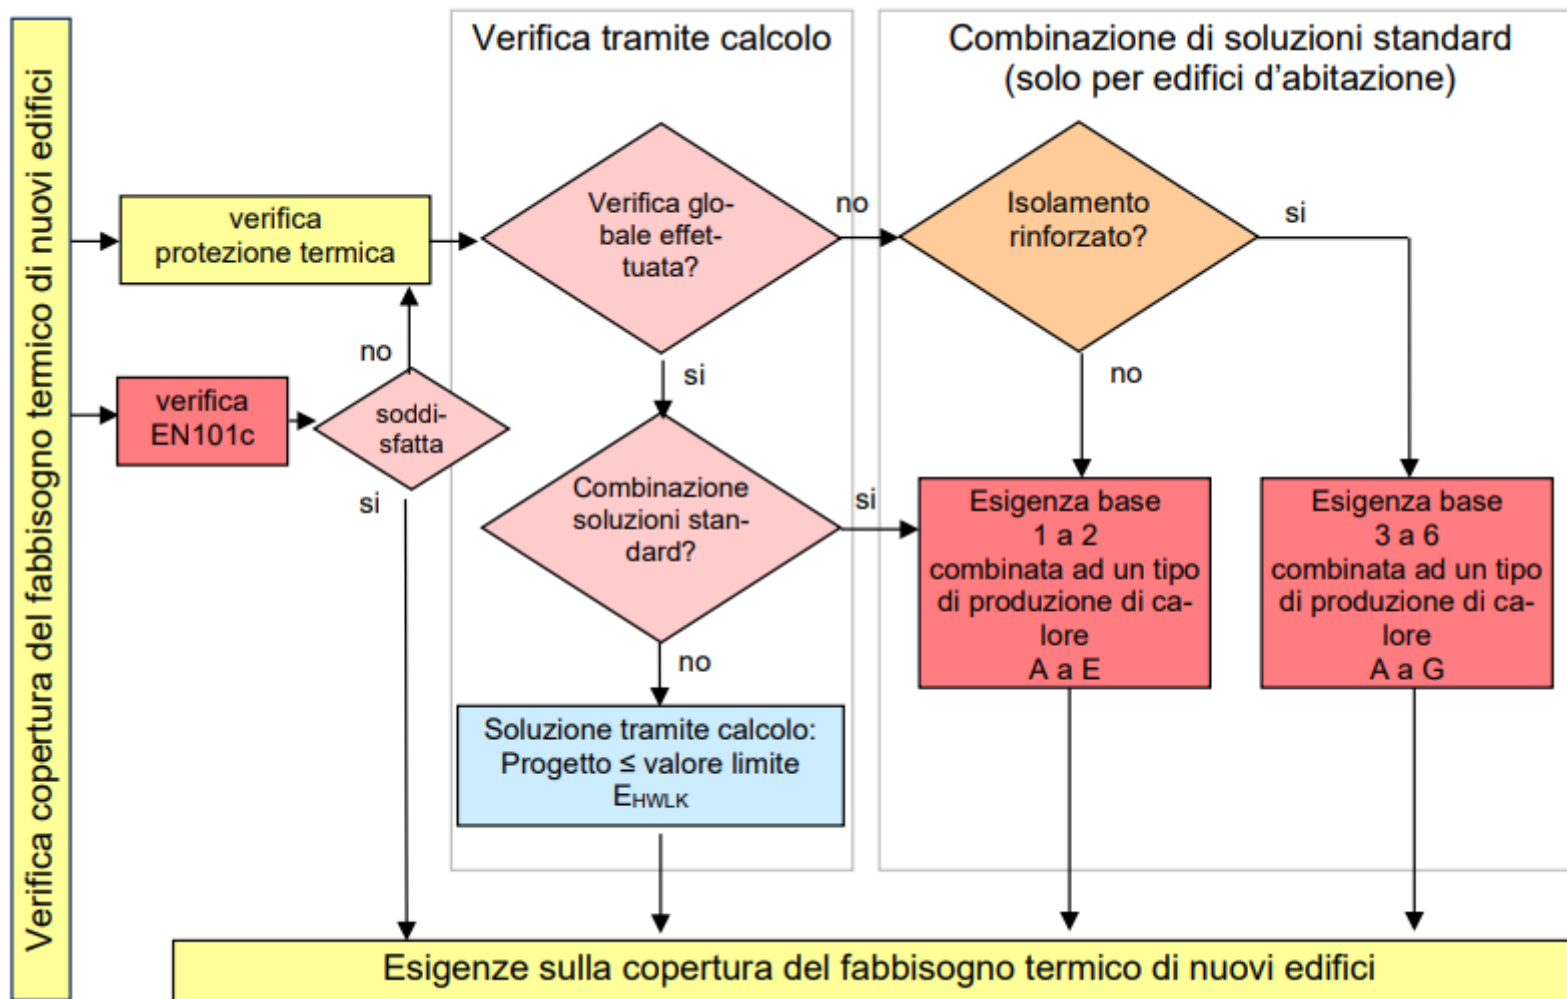 Verifica copertura del fabbisogno termico di nuovi edifici
Verifica tramite calcolo
Combinazione di soluzioni standard
(solo per edifici d'abitazione)
verifica
protezione termica
Verifica glo-
bale effet-
tuata?
no
Isolamento
rinforzato?
si
no
verifica
EN101c
soddi-
sfatta
si
si
no
Combinazione
soluzioni stan-
dard?
si
Esigenza base
1 a 2
combinata ad un tipo
di produzione di ca-
lore
A a E
Esigenza base
3 a 6
combinata ad un tipo
di produzione di ca-
lore
A a G
no
Soluzione tramite calcolo:
Progetto ≤ valore limite
EHWLK
Esigenze sulla copertura del fabbisogno termico di nuovi edifici